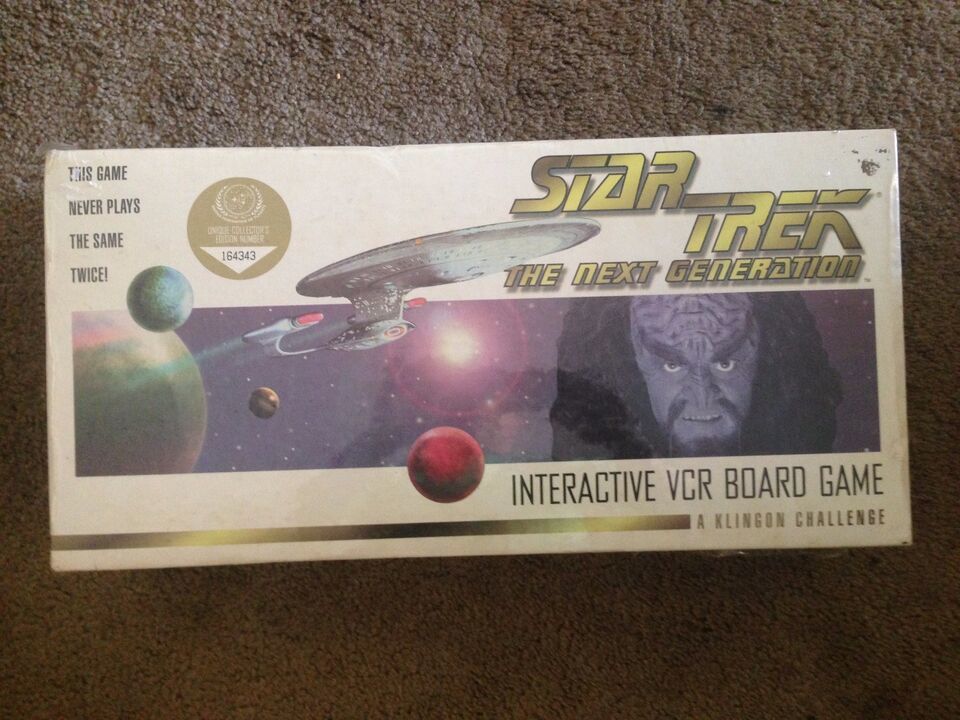 THIS GAME
NEVER PLAYS
THE SAME
TWICE!
UNIQUE COLLECTOR'S
EDITION NUMBER
164343
STAR
TREK
THE NEXT GENERATION™
INTERACTIVE VCR BOARD GAME
A KLINGON CHALLENGE